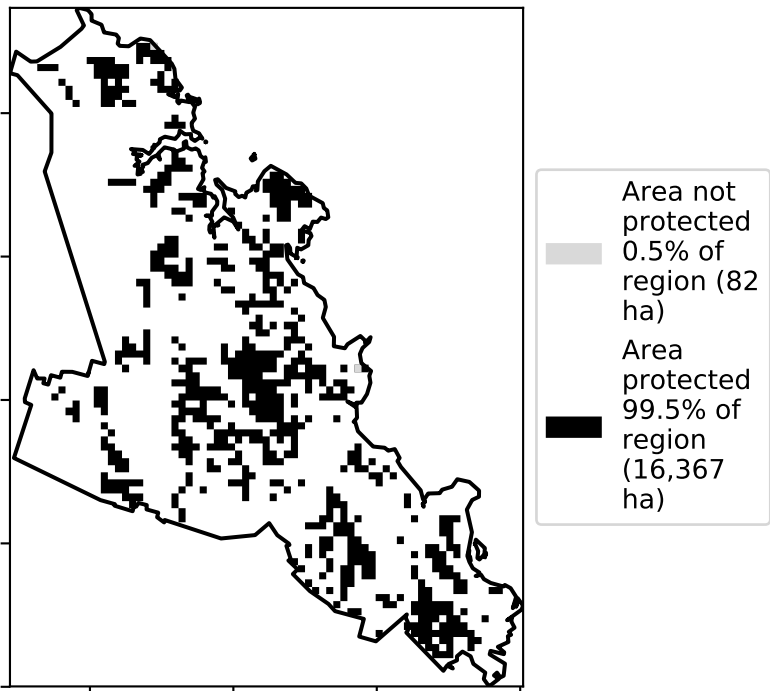 Area not
protected
0.5% of
region (82
ha)
Area
protected
99.5% of
region
(16,367
ha)